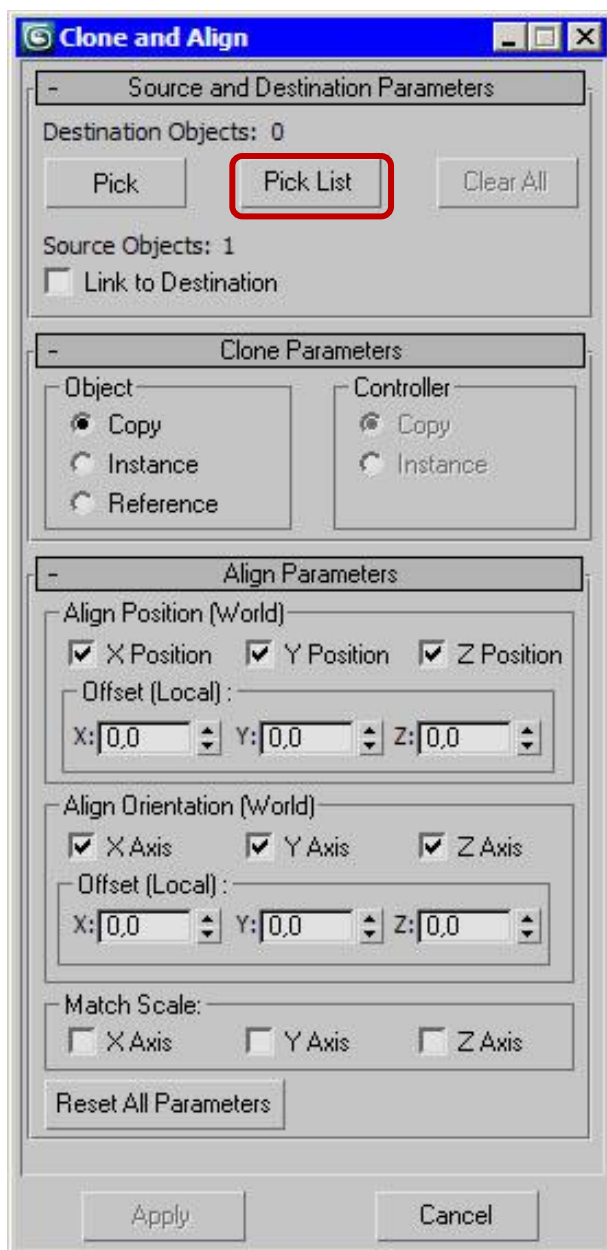 Clone and Align
- Source and Destination Parameters
Destination Objects: 0
Pick Pick List Clear All
Source Objects: 1
Link to Destination
- Clone Parameters
Object Controller
Copy Copy
Instance Instance
Reference
- Align Parameters
Align Position (World)
X Position Y Position Z Position
Offset (Local) :
X: 0,0 Y: 0,0 Z: 0,0
Align Orientation (World)
X Axis Y Axis Z Axis
Offset (Local) :
X: 0,0 Y: 0,0 Z: 0,0
Match Scale:
X Axis Y Axis Z Axis
Reset All Parameters
Apply Cancel